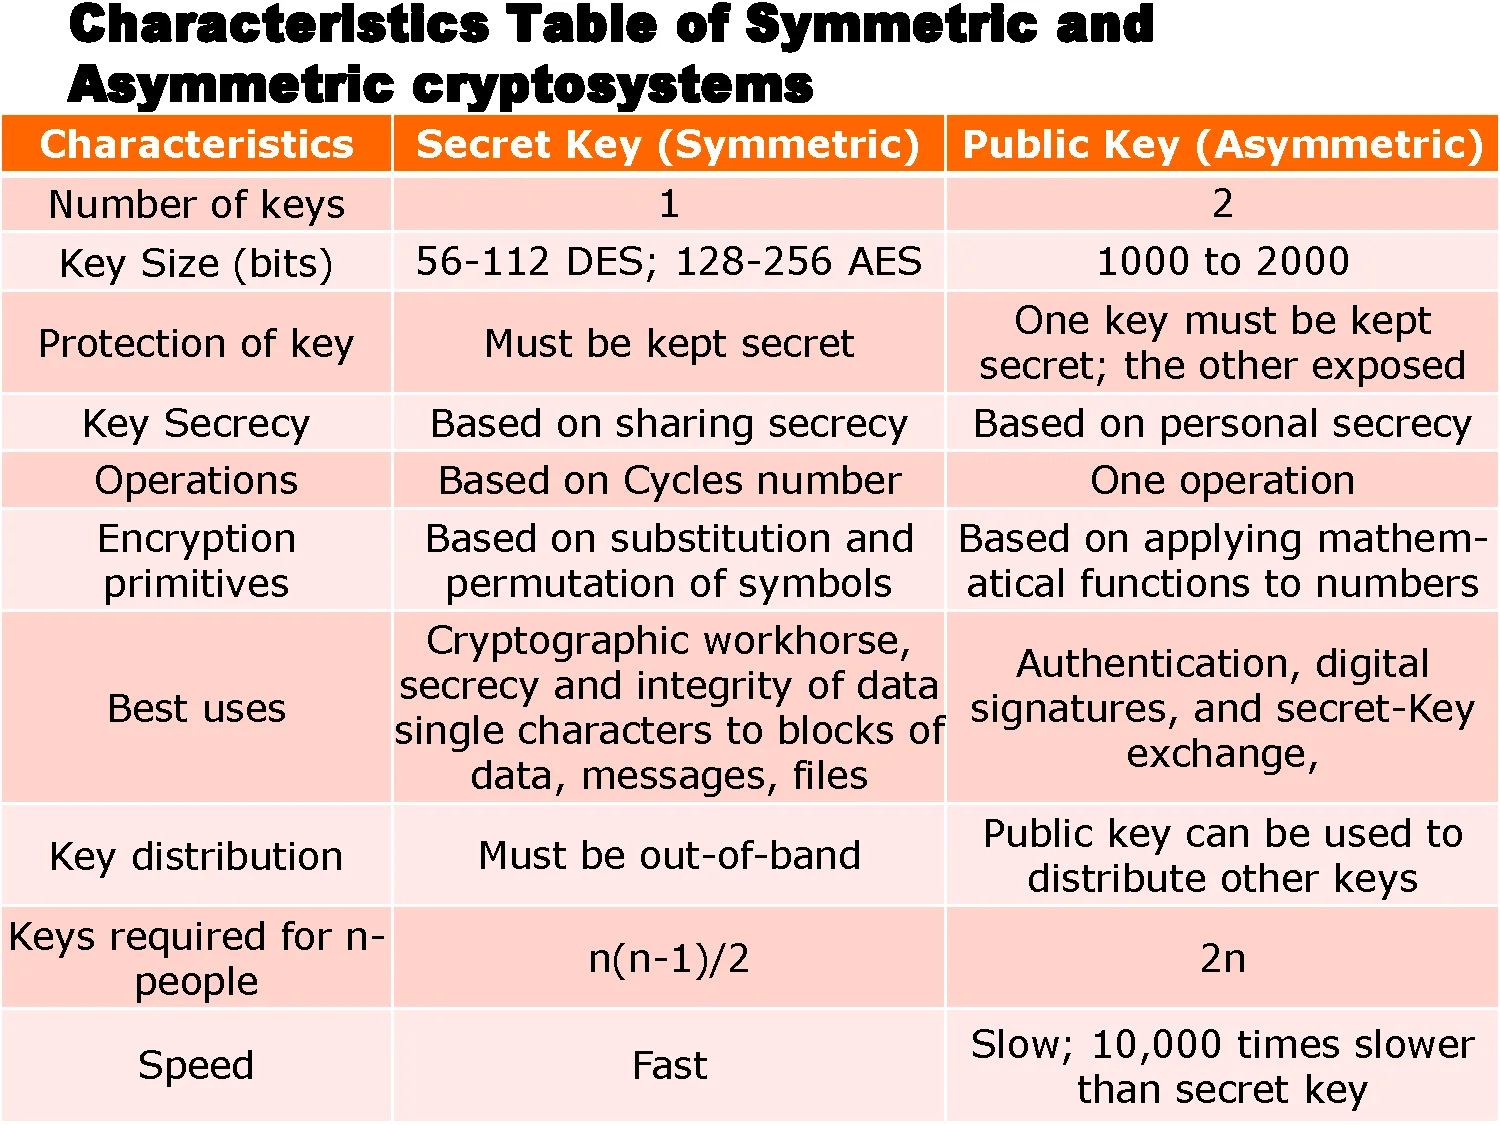 Characteristics Table of Symmetric and
Asymmetric cryptosystems
Characteristics Secret Key (Symmetric) Public Key (Asymmetric)
Number of keys 1 2
Key Size (bits) 56-112 DES; 128-256 AES 1000 to 2000
Protection of key Must be kept secret
One key must be kept
secret; the other exposed
Key Secrecy Based on sharing secrecy Based on personal secrecy
Operations Based on Cycles number One operation
Encryption
primitives
Based on substitution and
permutation of symbols
Based on applying mathem-
atical functions to numbers
Best uses
Cryptographic workhorse,
secrecy and integrity of data
single characters to blocks of
data, messages, files
Authentication, digital
signatures, and secret-Key
exchange,
Key distribution Must be out-of-band
Public key can be used to
distribute other keys
Keys required for n-
people
n(n-1)/2 2n
Speed Fast
Slow; 10,000 times slower
than secret key